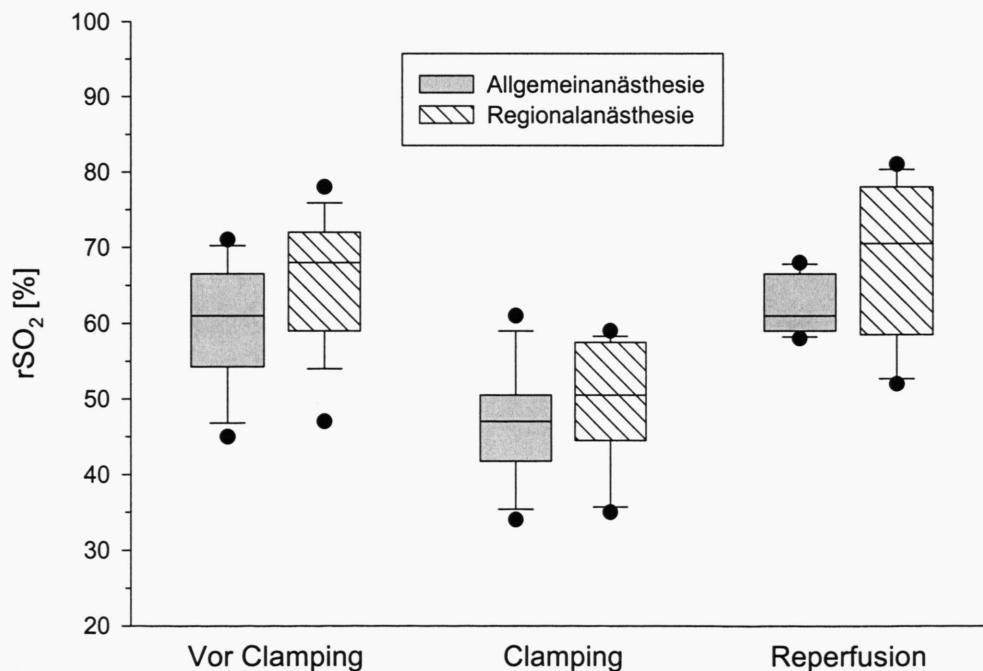 100
90
80
70
60
50
40
30
20
rSO₂ [%]
Allgemeinanästhesie
Regionalanästhesie
Vor Clamping
Clamping
Reperfusion